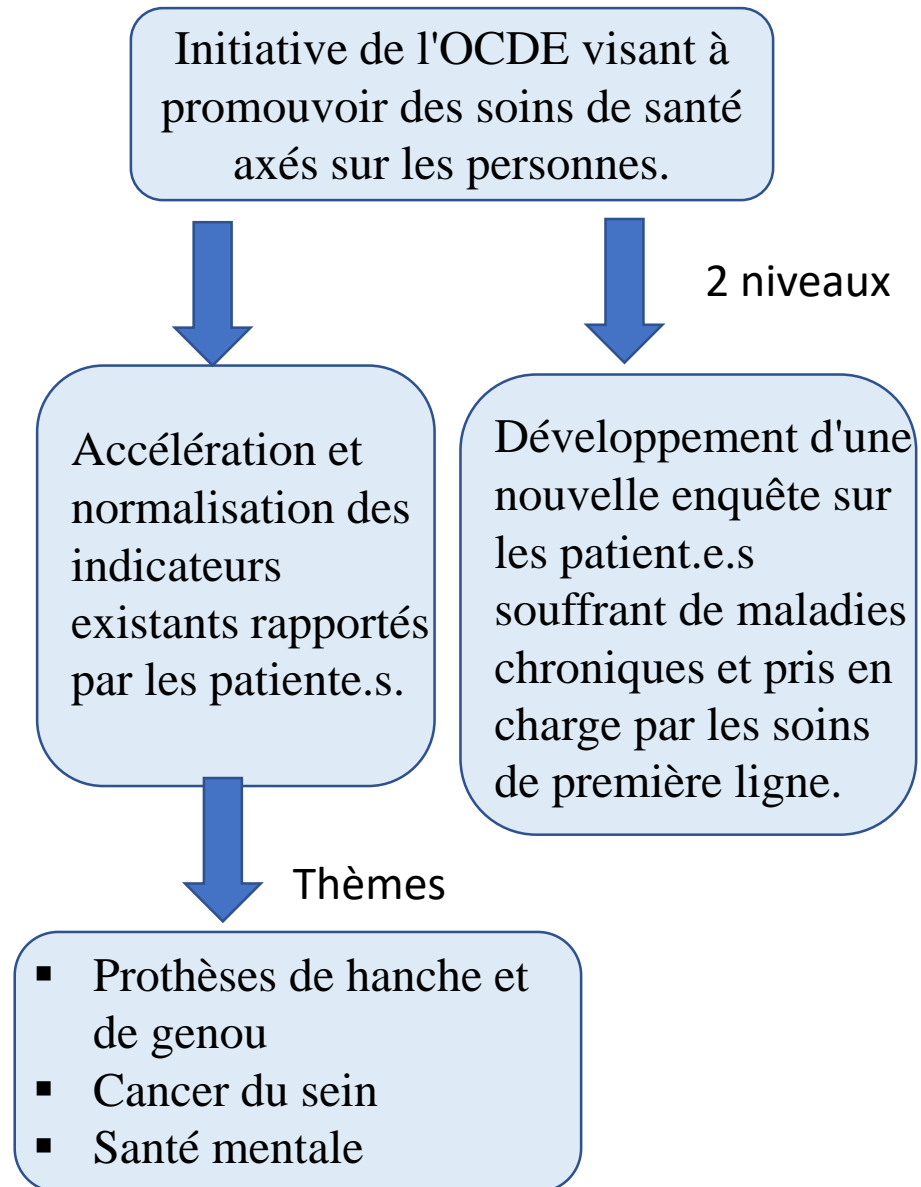 Initiative de l'OCDE visant à
promouvoir des soins de santé
axés sur les personnes.
2 niveaux
Accélération et
normalisation des
indicateurs
existants rapportés
par les patiente.s.
Développement d'une
nouvelle enquête sur
les patient.e.s
souffrant de maladies
chroniques et pris en
charge par les soins
de première ligne.
Thèmes
▪ Prothèses de hanche et
de genou
▪ Cancer du sein
▪ Santé mentale